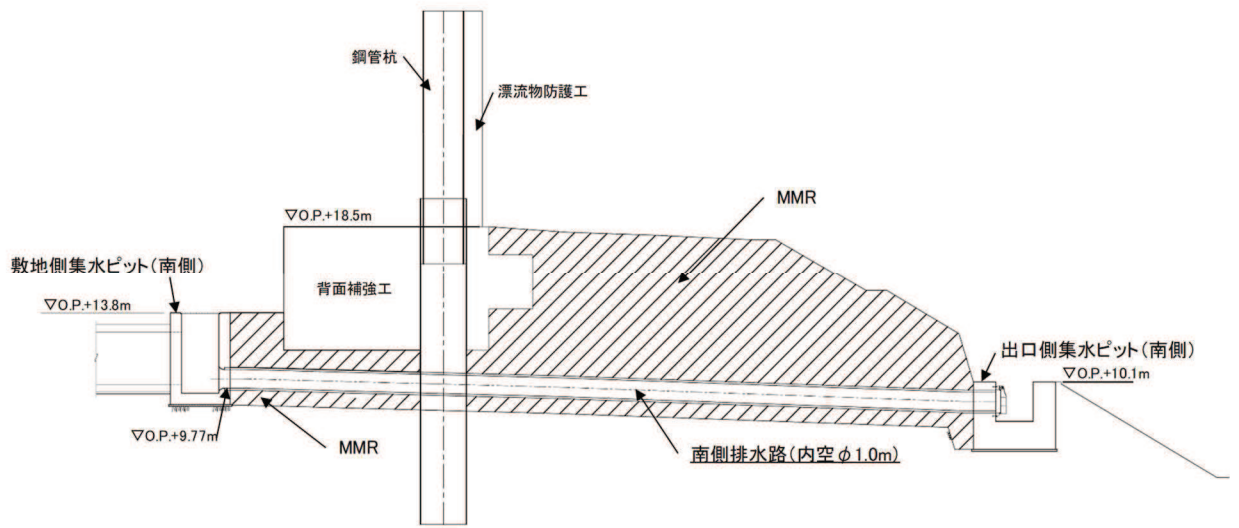 鋼管杭
漂流物防護工
MMR
▽O.P.+18.5m
敷地側集水ピット(南側)
背面補強工
▽O.P.+13.8m
出口側集水ピット(南側)
▽O.P.+10.1m
▽O.P.+9.77m
MMR
南側排水路(内空φ1.0m)